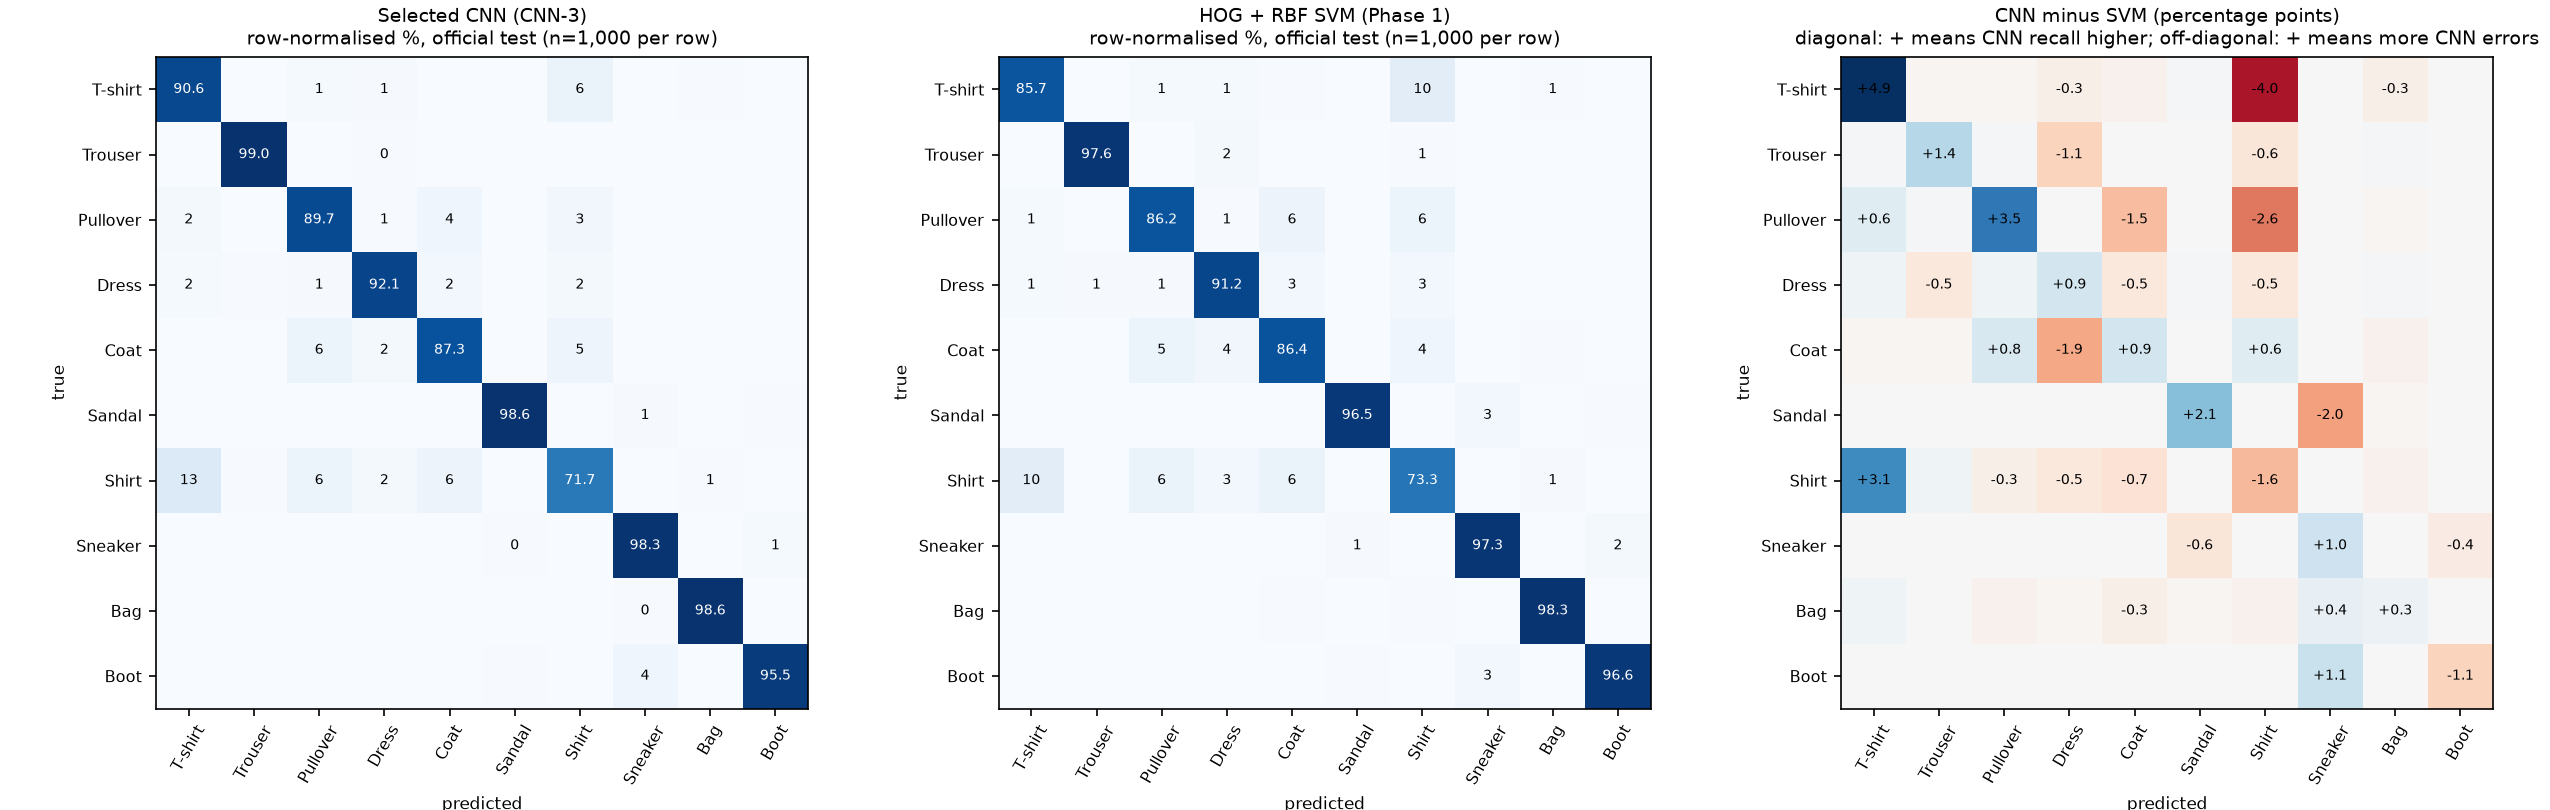 Selected CNN (CNN-3)
row-normalised %, official test (n=1,000 per row)
T-shirt 90.6 1 1 6
Trouser 99.0 0
Pullover 2 89.7 1 4 3
Dress 2 1 92.1 2 2
Coat 6 2 87.3 5
Sandal 98.6 1
Shirt 13 6 2 6 71.7 1
Sneaker 0 98.3 1
Bag 0 98.6
Boot 4 95.5
true
T-shirt Trouser Pullover Dress Coat Sandal Shirt Sneaker Bag Boot
predicted
HOG + RBF SVM (Phase 1)
row-normalised %, official test (n=1,000 per row)
T-shirt 85.7 1 1 10 1
Trouser 97.6 2 1
Pullover 1 86.2 1 6 6
Dress 1 1 1 91.2 3 3
Coat 5 4 86.4 4
Sandal 96.5 3
Shirt 10 6 3 6 73.3 1
Sneaker 1 97.3 2
Bag 98.3
Boot 3 96.6
true
T-shirt Trouser Pullover Dress Coat Sandal Shirt Sneaker Bag Boot
predicted
CNN minus SVM (percentage points)
diagonal: + means CNN recall higher; off-diagonal: + means more CNN errors
T-shirt +4.9 -0.3 -4.0 -0.3
Trouser +1.4 -1.1 -0.6
Pullover +0.6 +3.5 -1.5 -2.6
Dress -0.5 +0.9 -0.5 -0.5
Coat +0.8 -1.9 +0.9 +0.6
Sandal +2.1 -2.0
Shirt +3.1 -0.3 -0.5 -0.7 -1.6
Sneaker -0.6 +1.0 -0.4
Bag -0.3 +0.4 +0.3
Boot +1.1 -1.1
true
T-shirt Trouser Pullover Dress Coat Sandal Shirt Sneaker Bag Boot
predicted